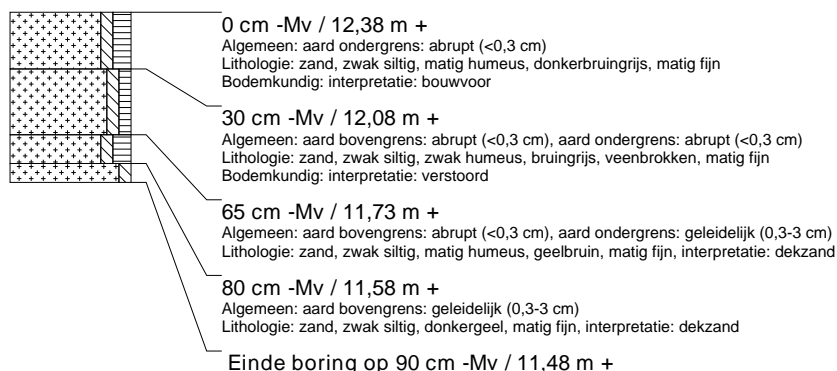 0 cm -Mv / 12,38 m +
Algemeen: aard ondergrens: abrupt (<0,3 cm)
Lithologie: zand, zwak siltig, matig humeus, donkerbruingrijs, matig fijn
Bodemkundig: interpretatie: bouwvoor
30 cm -Mv / 12,08 m +
Algemeen: aard bovengrens: abrupt (<0,3 cm), aard ondergrens: abrupt (<0,3 cm)
Lithologie: zand, zwak siltig, zwak humeus, bruingrijs, veenbrokken, matig fijn
Bodemkundig: interpretatie: verstoord
65 cm -Mv / 11,73 m +
Algemeen: aard bovengrens: abrupt (<0,3 cm), aard ondergrens: geleidelijk (0,3-3 cm)
Lithologie: zand, zwak siltig, matig humeus, geelbruin, matig fijn, interpretatie: dekzand
80 cm -Mv / 11,58 m +
Algemeen: aard bovengrens: geleidelijk (0,3-3 cm)
Lithologie: zand, zwak siltig, donkergeel, matig fijn, interpretatie: dekzand
Einde boring op 90 cm -Mv / 11,48 m +